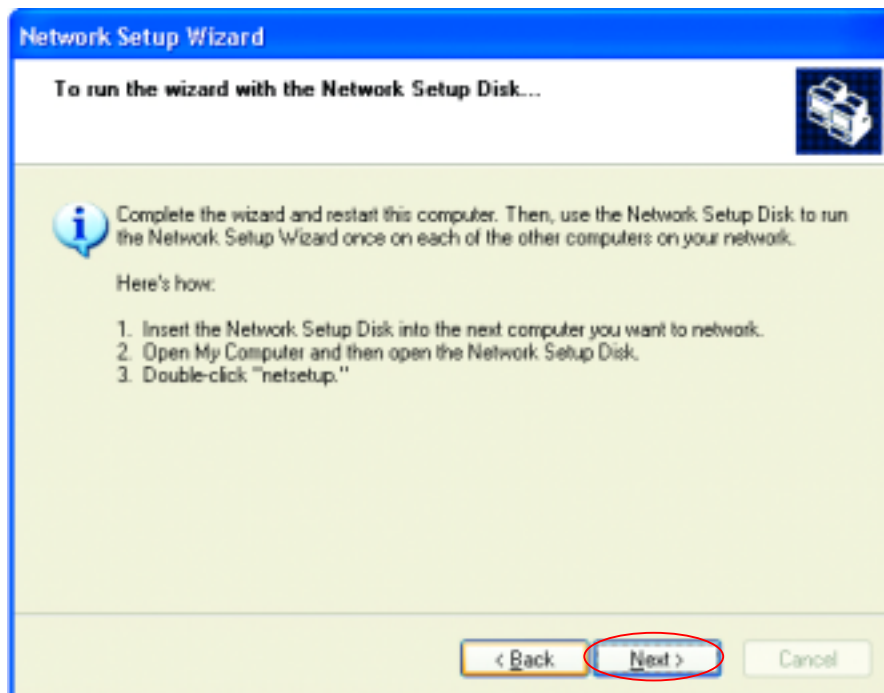 Network Setup Wizard
To run the wizard with the Network Setup Disk...
Complete the wizard and restart this computer. Then, use the Network Setup Disk to run
the Network Setup Wizard once on each of the other computers on your network.
Here's how:
1. Insert the Network Setup Disk into the next computer you want to network.
2. Open My Computer and then open the Network Setup Disk.
3. Double-click "netsetup."
< Back
Next >
Cancel